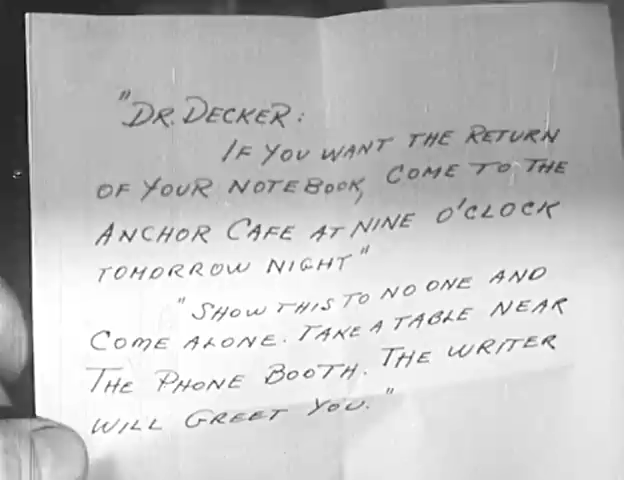 "DR. DECKER:
IF YOU WANT THE RETURN
OF YOUR NOTEBOOK, COME TO THE
ANCHOR CAFE AT NINE O'CLOCK
TOMORROW NIGHT"
"SHOW THIS TO NO ONE AND
COME ALONE. TAKE A TABLE NEAR
THE PHONE BOOTH. THE WRITER
WILL GREET YOU."